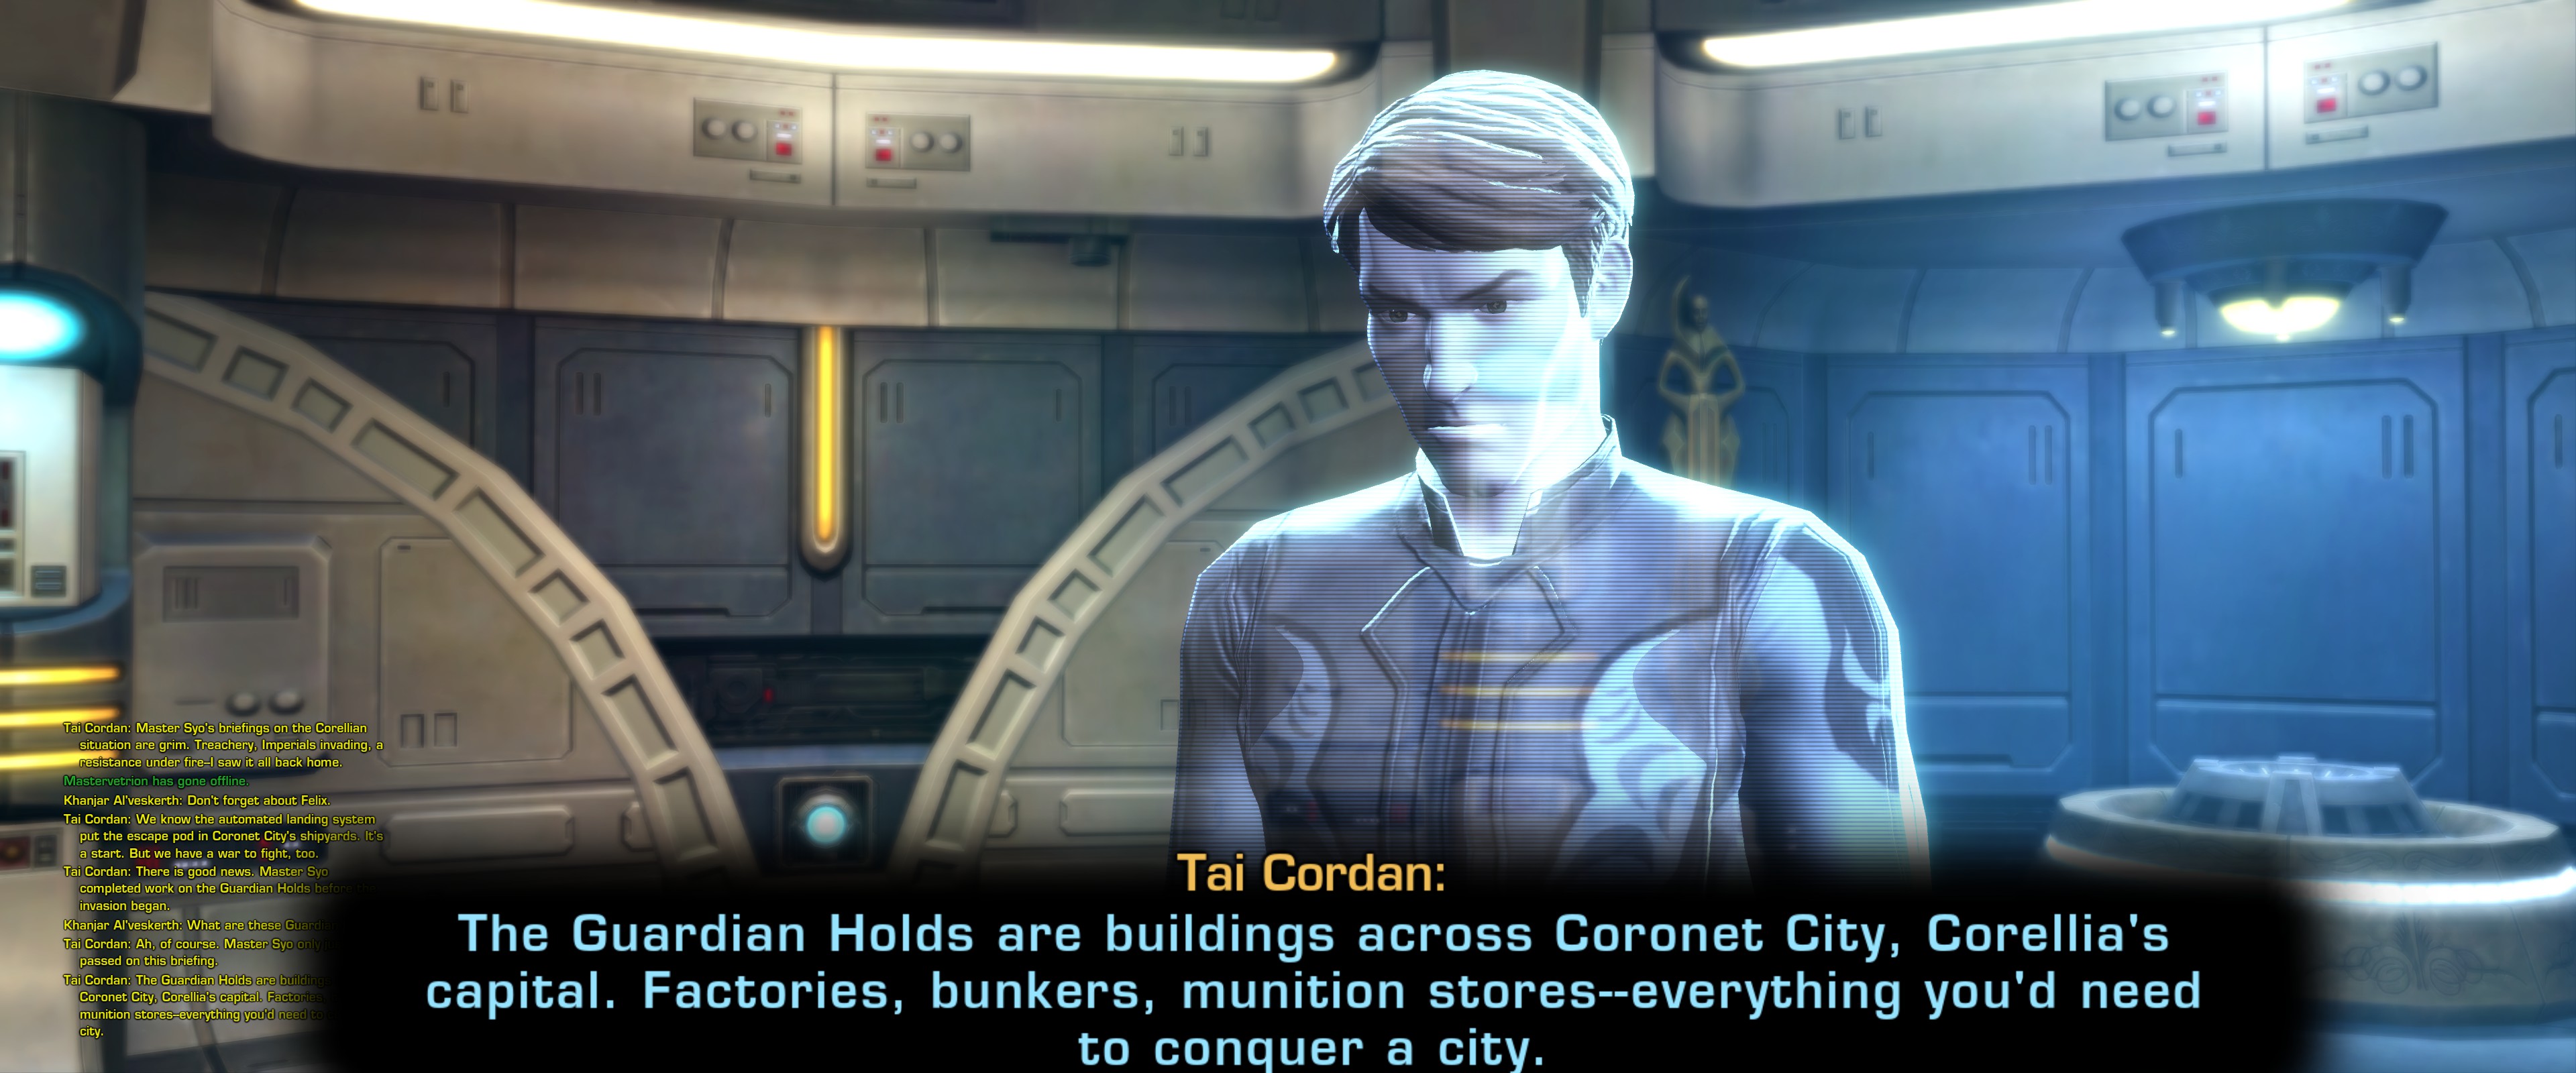 Tai Cordan: Master Syo's briefings on the Corellian
situation are grim. Treachery, Imperials invading, a
resistance under fire–I saw it all back home.
Mastervetrion has gone offline.
Khanjar Al'veskerth: Don't forget about Felix.
Tai Cordan: We know the automated landing system
put the escape pod in Coronet City's shipyards. It's
a start. But we have a war to fight, too.
Tai Cordan: There is good news. Master Syo
completed work on the Guardian Holds before
invasion began.
Khanjar Al'veskerth: What are these
Tai Cordan: Ah, of course. Master Syo only
passed on this briefing.
Tai Cordan: The Guardian Holds are
Coronet City, Corellia's capital. Factories,
munition stores–everything you'd need
city.
Tai Cordan:
The Guardian Holds are buildings across Coronet City, Corellia's
capital. Factories, bunkers, munition stores--everything you'd need
to conquer a city.